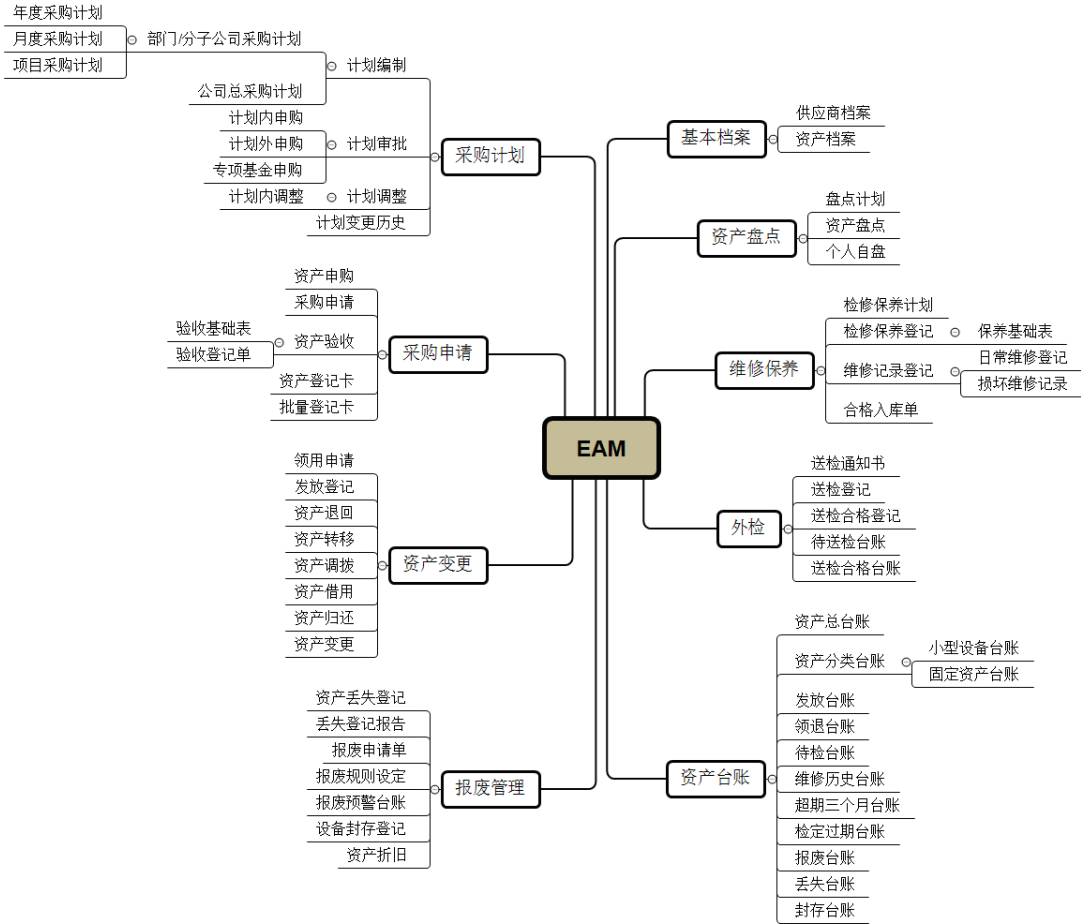 年度采购计划
月度采购计划
项目采购计划
部门/分子公司采购计划
公司总采购计划
计划编制
计划内申购
计划外申购
专项基金申购
计划审批
计划内调整
计划调整
计划变更历史
采购计划
资产申购
采购申请
验收基础表
验收登记单
资产验收
资产登记卡
批量登记卡
采购申请
领用申请
发放登记
资产退回
资产转移
资产调拨
资产借用
资产归还
资产变更
资产变更
资产丢失登记
丢失登记报告
报废申请单
报废规则设定
报废预警台账
设备封存登记
资产折旧
报废管理
EAM
基本档案
供应商档案
资产档案
资产盘点
盘点计划
资产盘点
个人自盘
维修保养
检修保养计划
检修保养登记
保养基础表
维修记录登记
日常维修登记
损坏维修记录
合格入库单
外检
送检通知书
送检登记
送检合格登记
待送检台账
送检合格台账
资产台账
资产总台账
资产分类台账
小型设备台账
固定资产台账
发放台账
领退台账
待检台账
维修历史台账
超期三个月台账
检定过期台账
报废台账
丢失台账
封存台账